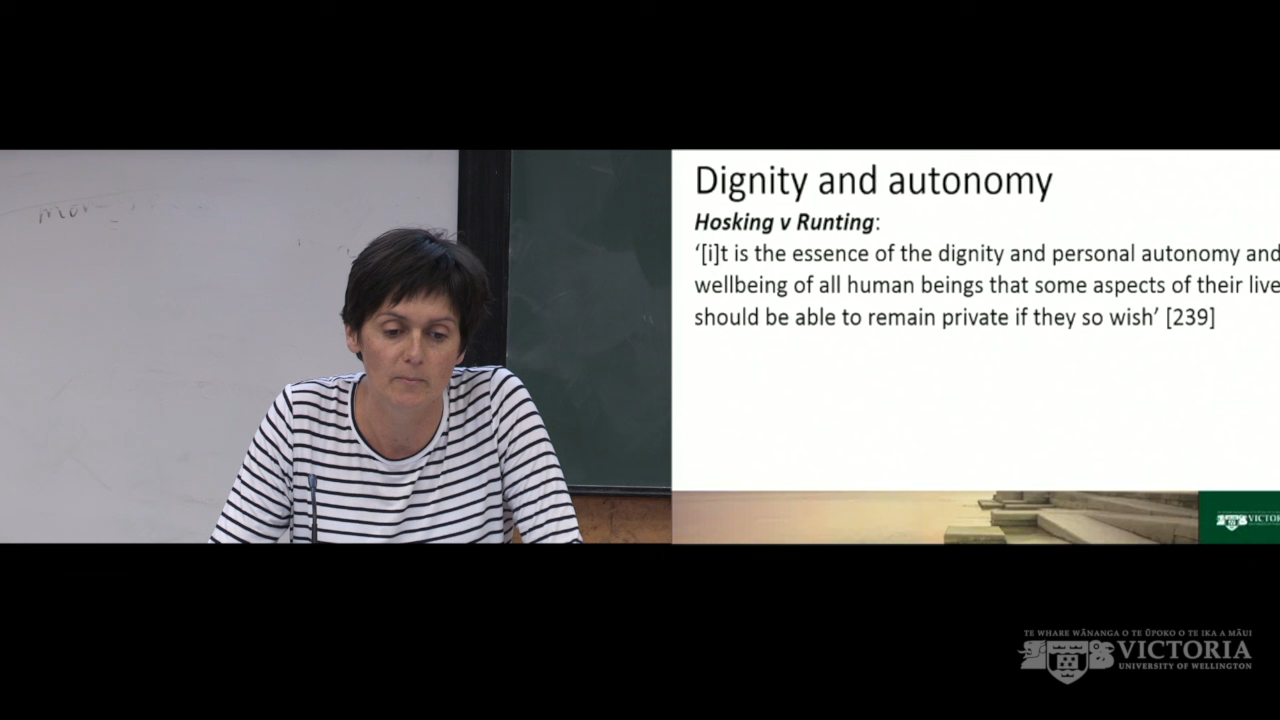 mor
Dignity and autonomy
Hosking v Runting:
‘[i]t is the essence of the dignity and personal autonomy and
wellbeing of all human beings that some aspects of their live
should be able to remain private if they so wish’ [239]
VICTO
TE WHARE WĀNANGA O TE ŪPOKO O TE IKA A MĀUI
VICTORIA
UNIVERSITY OF WELLINGTON